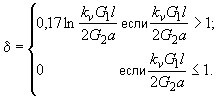 δ = { 0,17 ln (k_v G_1 l)/(2G_2 a) если (k_v G_1 l)/(2G_2 a) > 1;
0 если (k_v G_1 l)/(2G_2 a) ≤ 1.